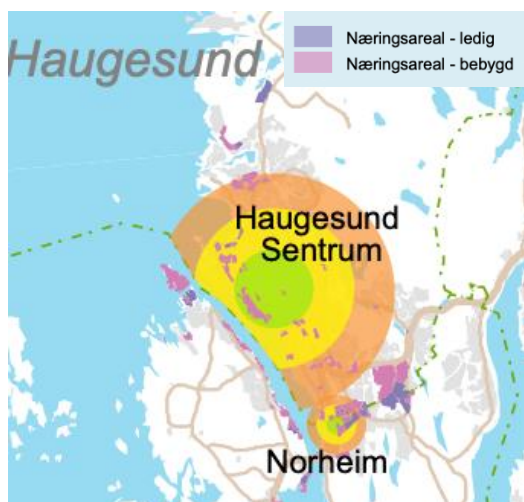 Haugesund
Næringsareal - ledig
Næringsareal - bebygd
Haugesund
Sentrum
Norheim